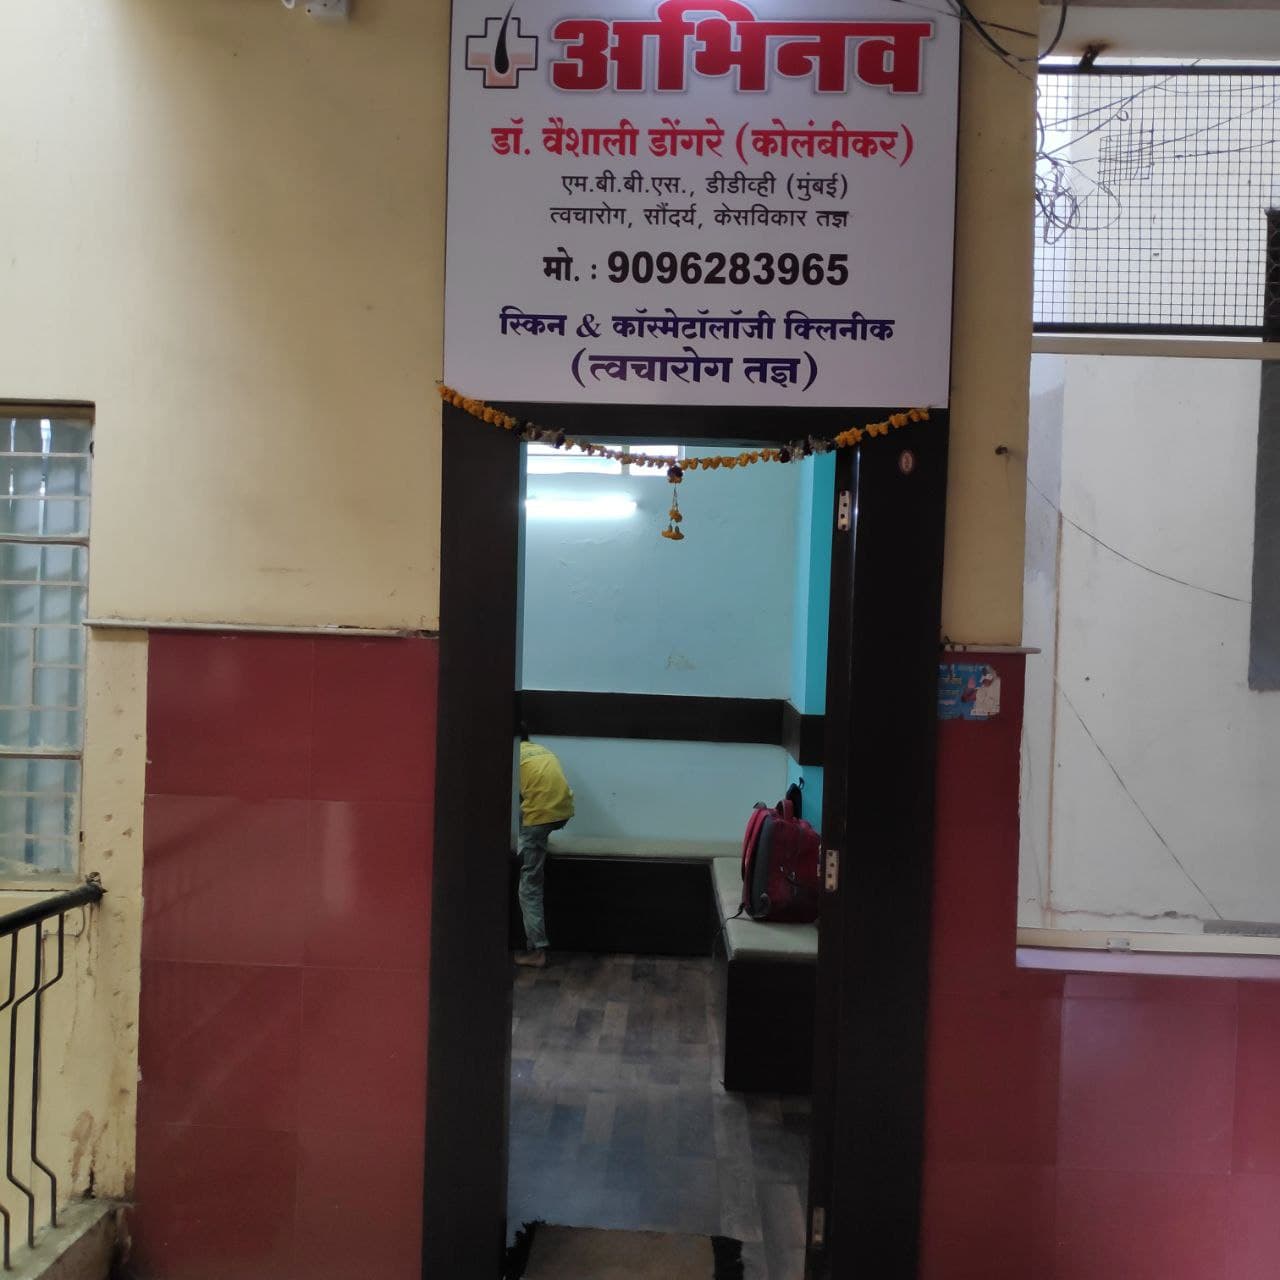 अभिनव
डॉ. वैशाली डोंगरे (कोलंबीकर)
एम.बी.बी.एस., डीडीव्ही (मुंबई)
त्वचारोग, सौंदर्य, केसविकार तज्ञ
मो. : 9096283965
स्किन & कॉस्मेटॉलॉजी क्लिनीक
(त्वचारोग तज्ञ)